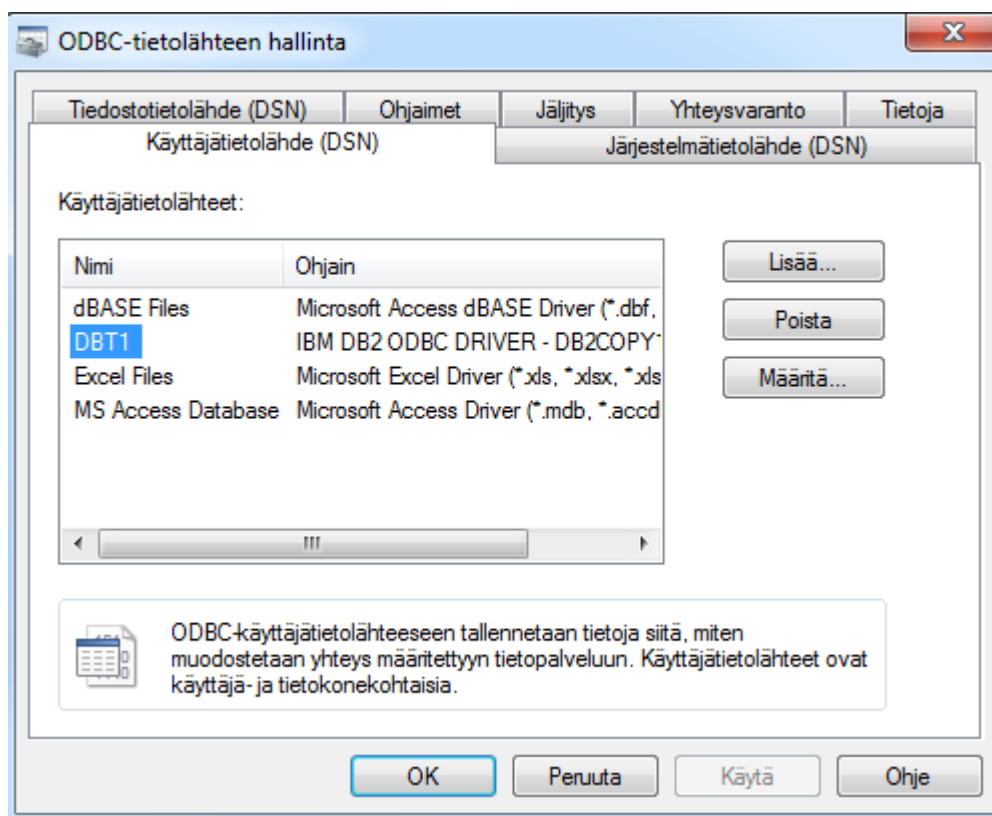 ODBC-tietolähteen hallinta
Tiedostotietolähde (DSN) Ohjaimet Jäljitys Yhteysvaranto Tietoja
Käyttäjätietolähde (DSN) Järjestelmätietolähde (DSN)
Käyttäjätietolähteet:
Nimi Ohjain
dBASE Files Microsoft Access dBASE Driver (*.dbf,
DBT1 IBM DB2 ODBC DRIVER - DB2COPY1
Excel Files Microsoft Excel Driver (*.xls, *.xlsx, *.xls
MS Access Database Microsoft Access Driver (*.mdb, *.accd
Lisää...
Poista
Määritä...
ODBC-käyttäjätietolähteeseen tallennetaan tietoja siitä, miten
muodostetaan yhteys määritettyyn tietopalveluun. Käyttäjätietolähteet ovat
käyttäjä- ja tietokonekohtaisia.
OK Peruuta Käytä Ohje